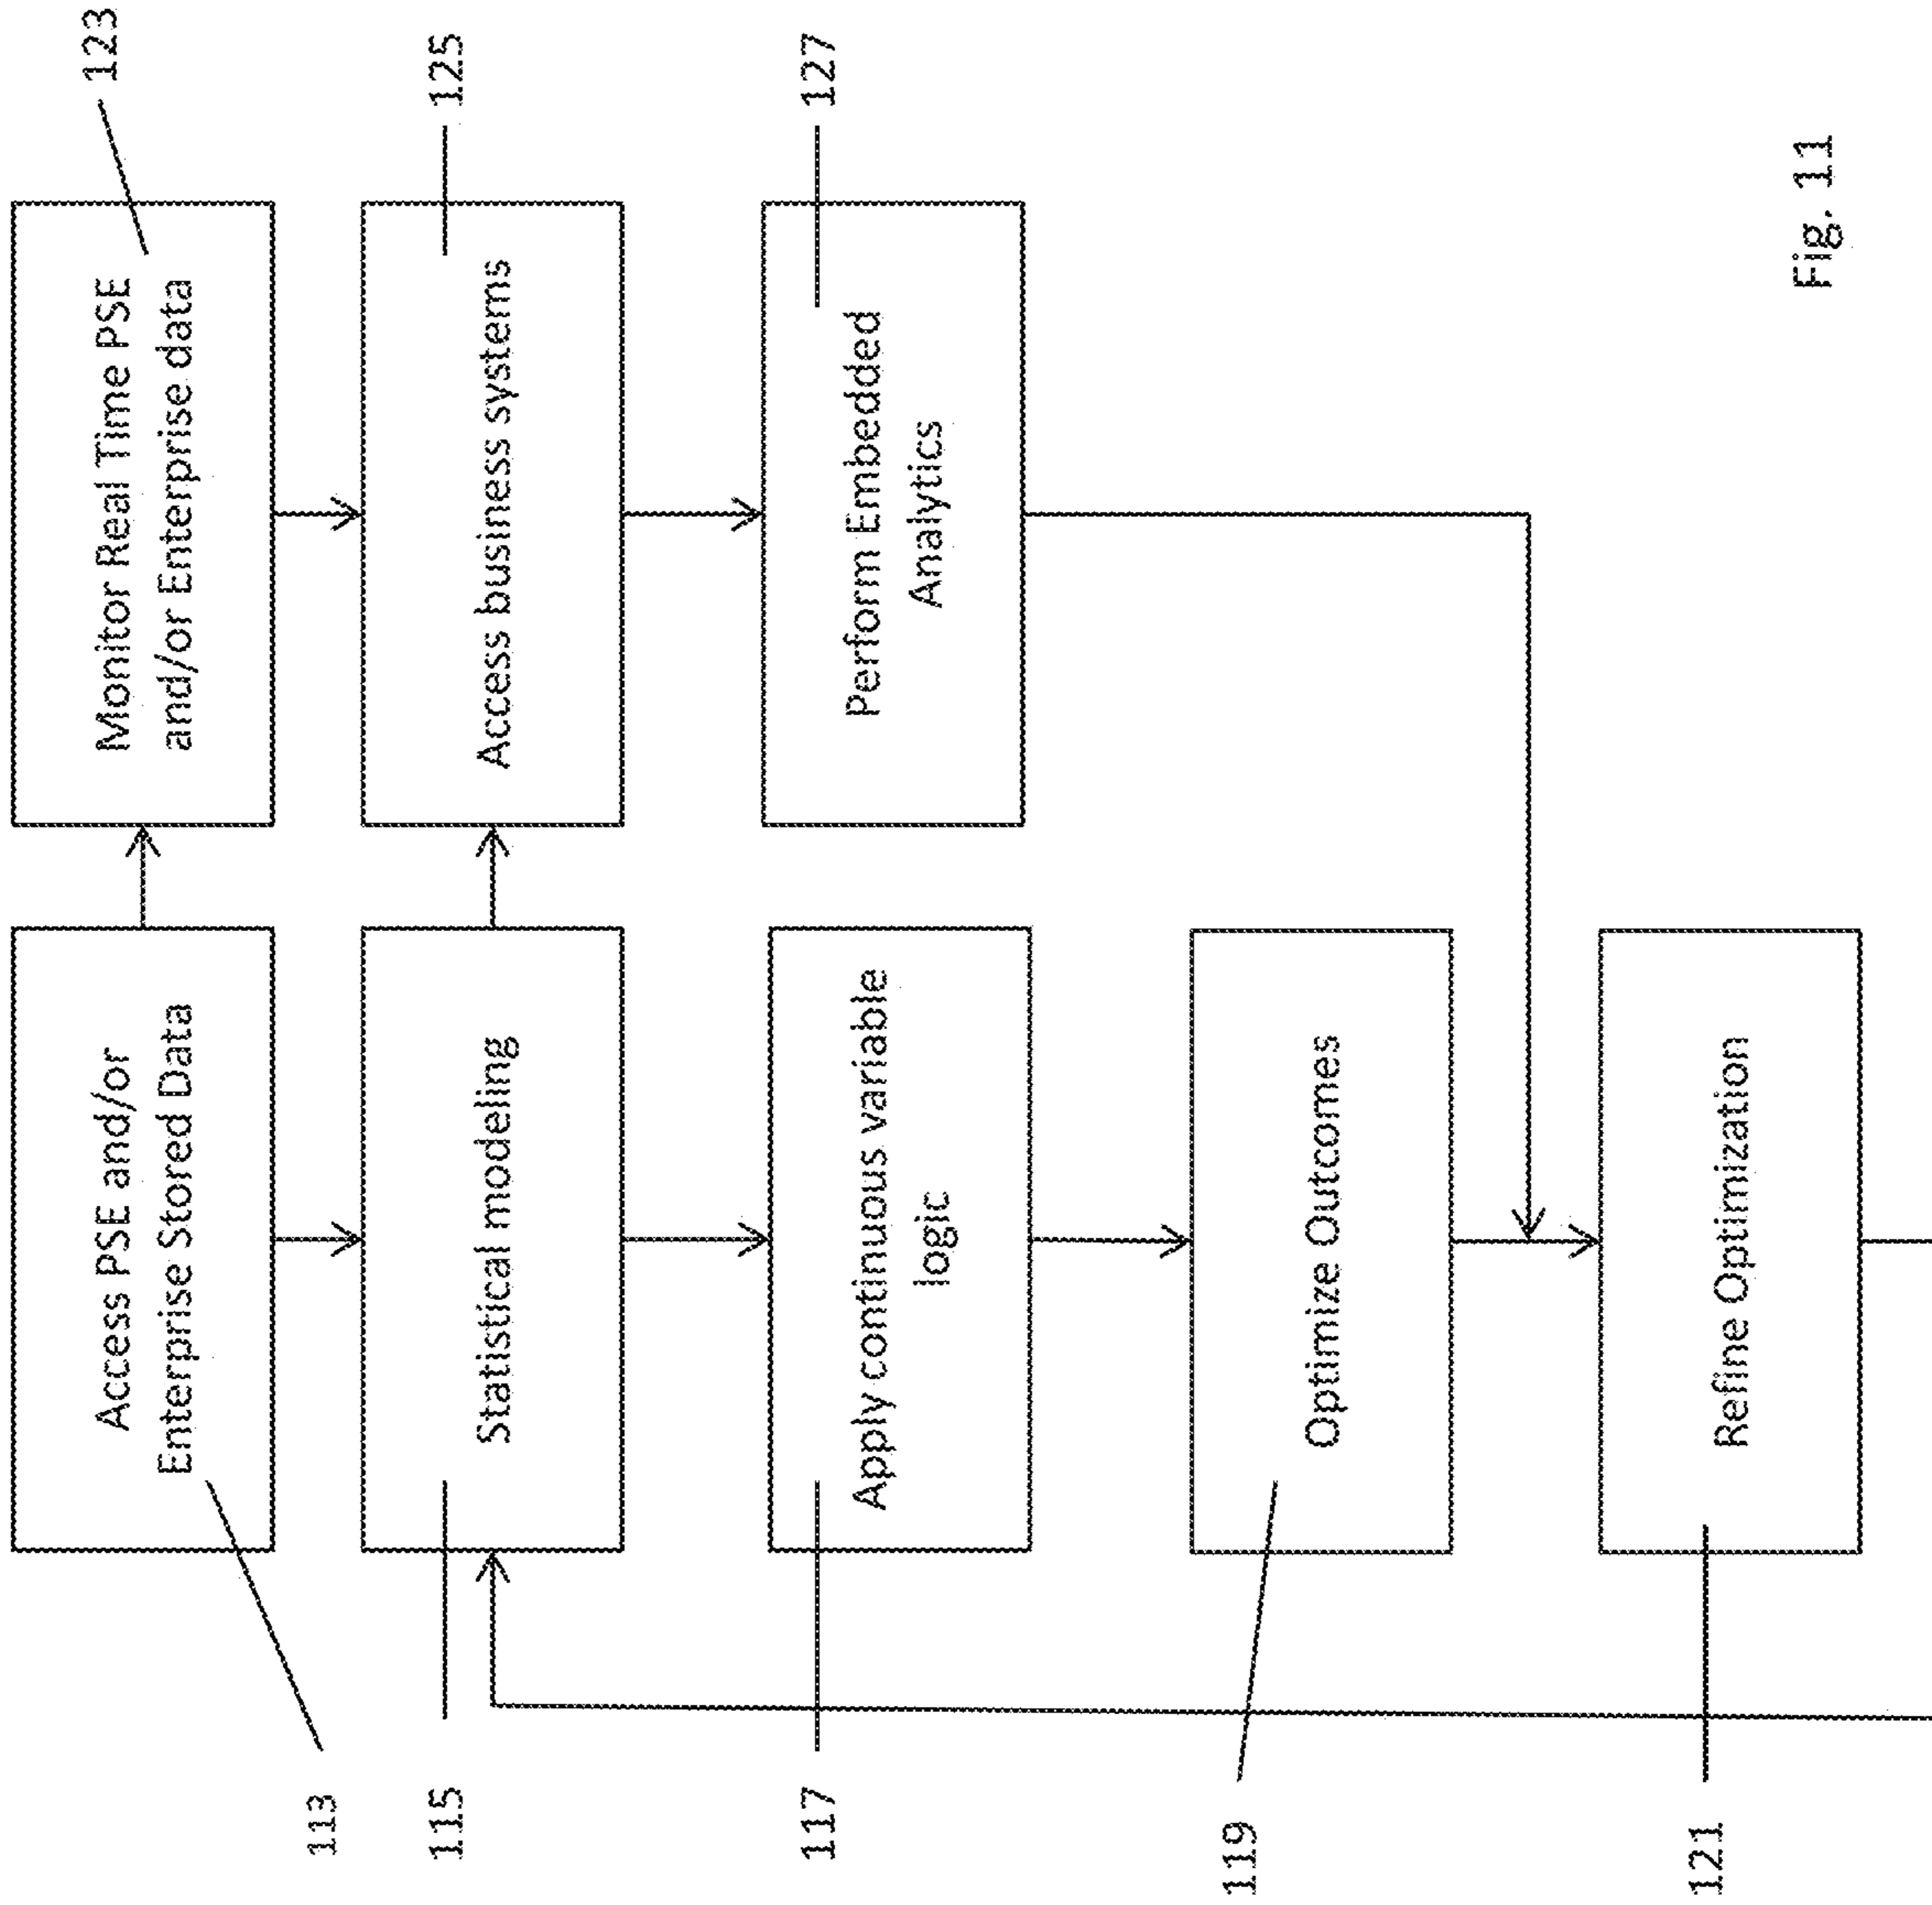 113
Access PSE and/or
Enterprise Stored Data
Monitor Real Time PSE
and/or Enterprise data
123
115
Statistical modeling
Access business systems
125
117
Apply continuous variable
logic
Perform Embedded
Analytics
127
119
Optimize Outcomes
121
Refine Optimization
Fig. 11